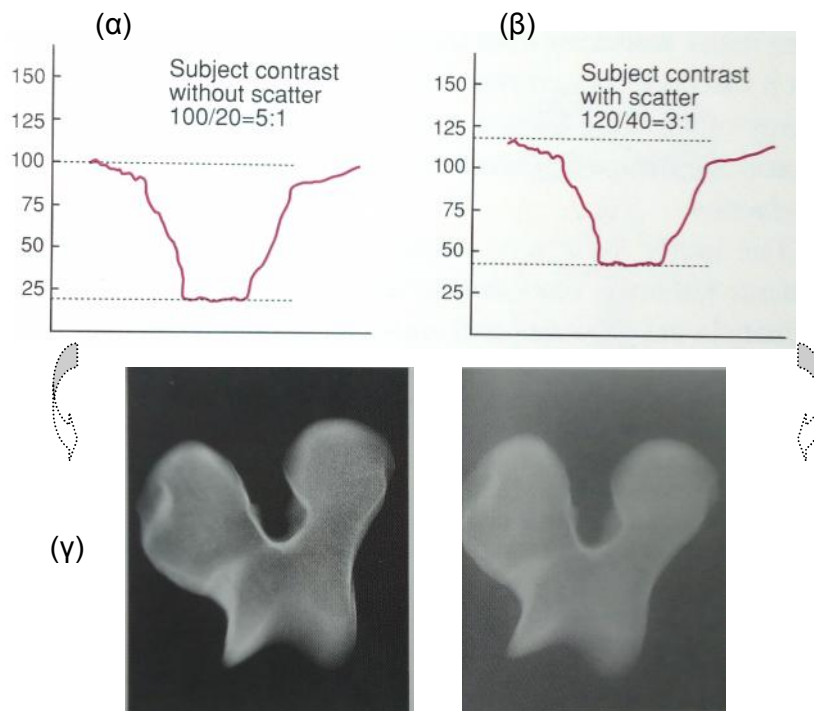 (α)
150
100
75
50
25
Subject contrast
without scatter
100/20=5:1
(β)
150
125
100
75
50
25
Subject contrast
with scatter
120/40=3:1
(γ)